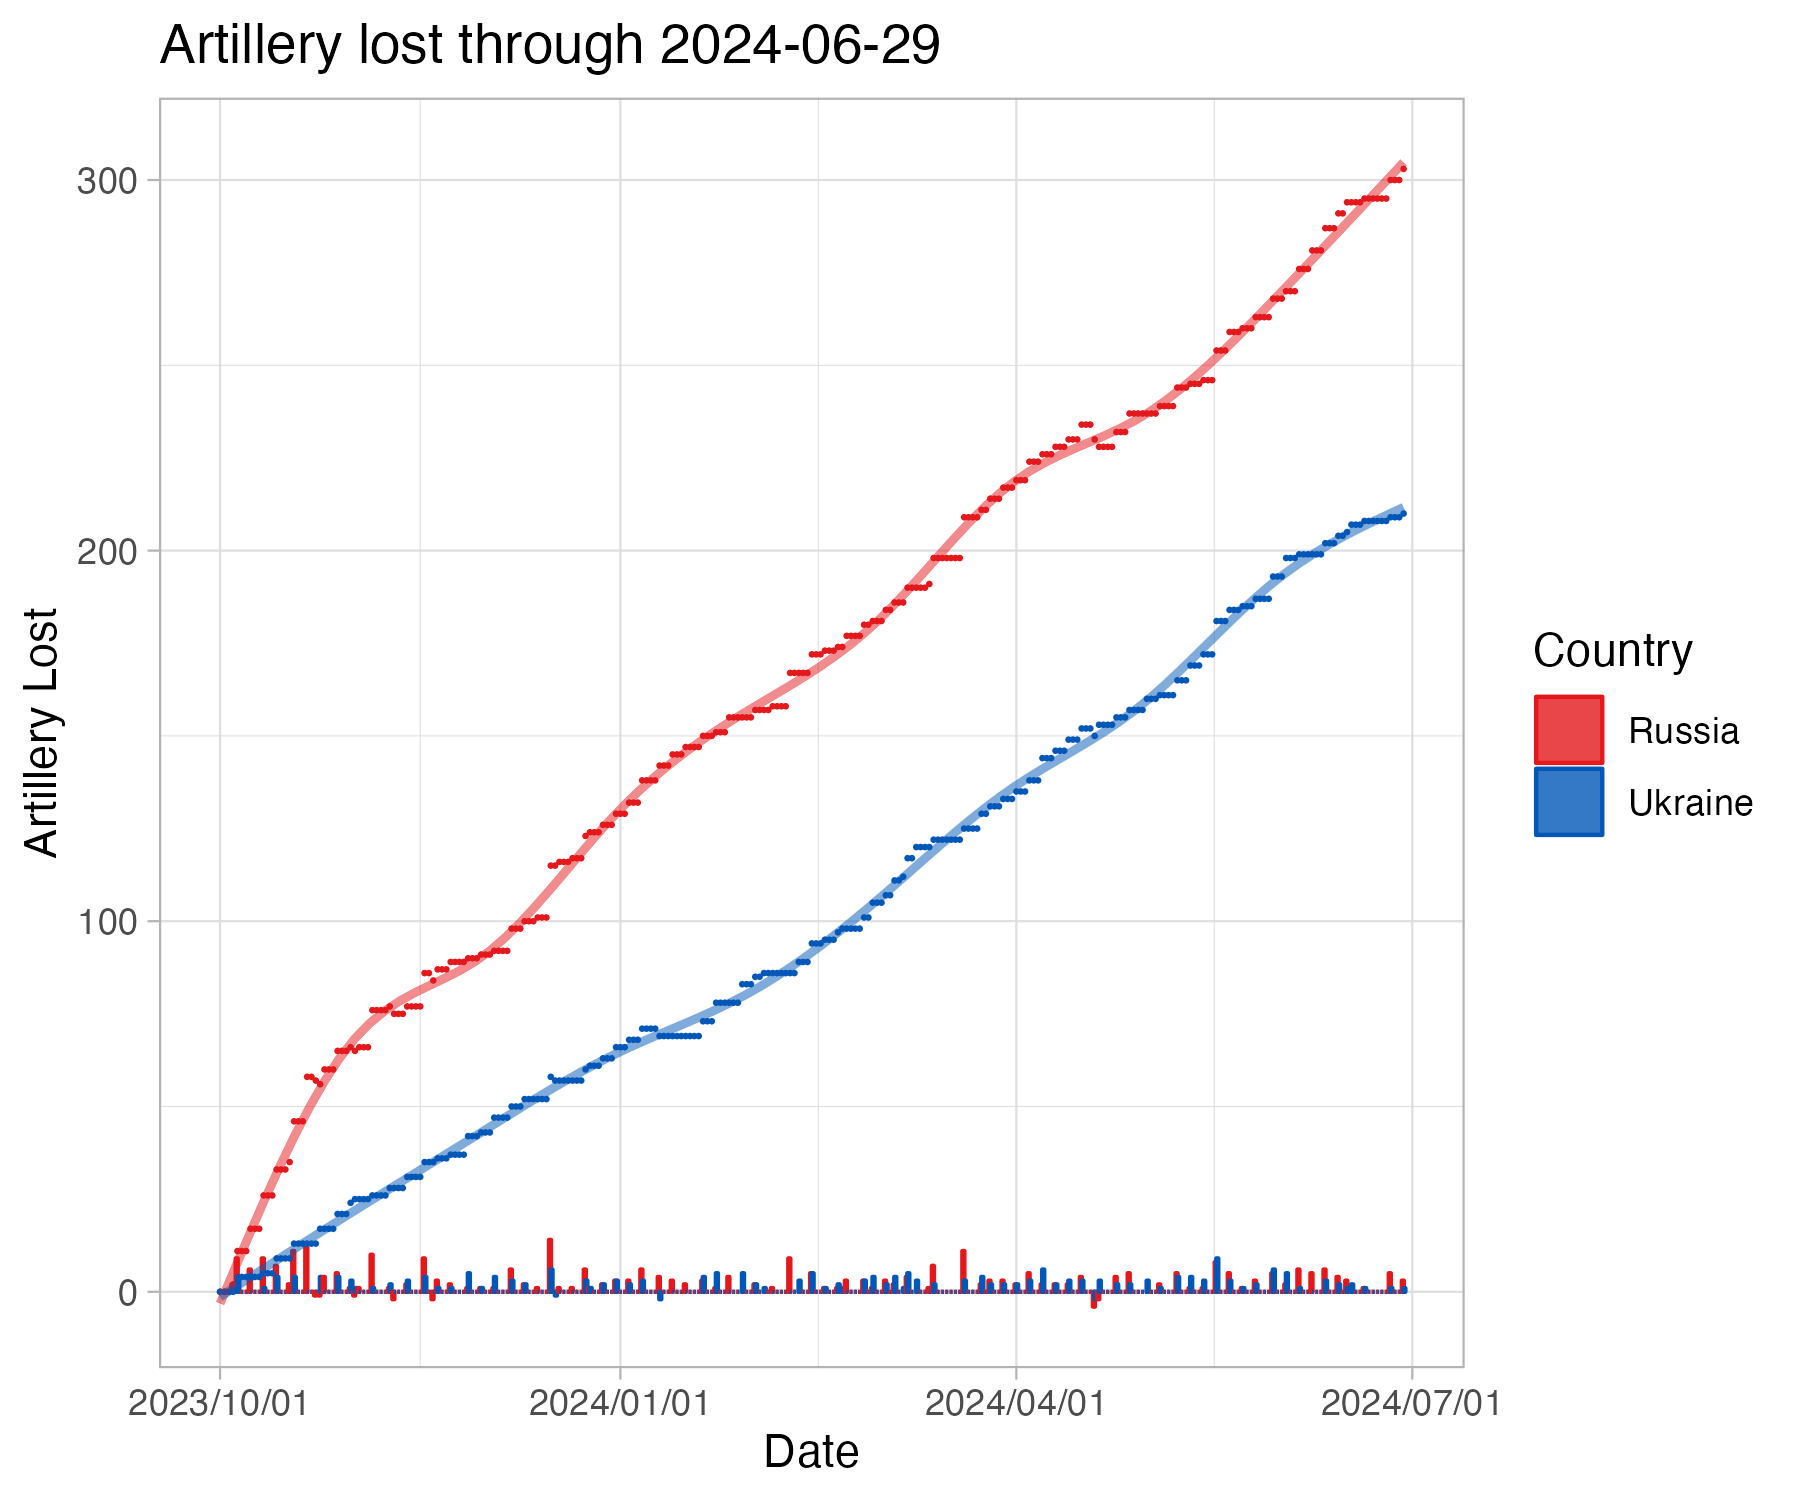 Artillery lost through 2024-06-29
300
200
100
0
Artillery Lost
2023/10/01
2024/01/01
2024/04/01
2024/07/01
Date
Country
Russia
Ukraine